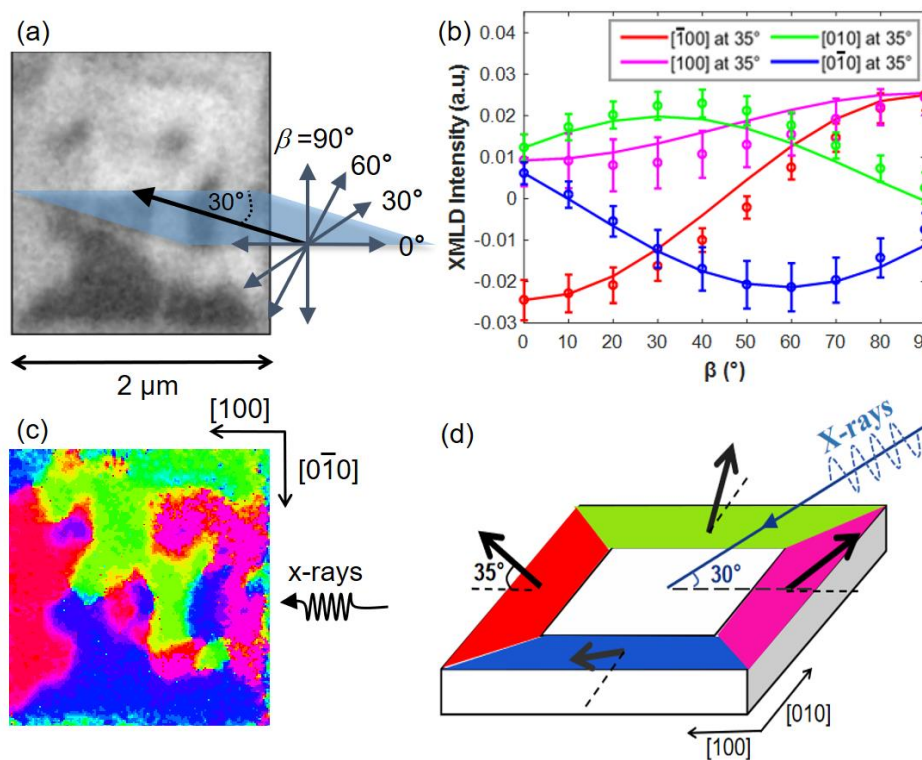 (a)
β =90°
60°
30°
30°
0°
2 μm
(b)
[1̅00] at 35°
[010] at 35°
[100] at 35°
[01̅0] at 35°
XMLD Intensity (a.u.)
0.04
0.03
0.02
0.01
0
-0.01
-0.02
-0.03
0 10 20 30 40 50 60 70 80 9
β (°)
(c)
[100]
[01̅0]
x-rays
(d)
X-rays
35°
30°
[010]
[100]